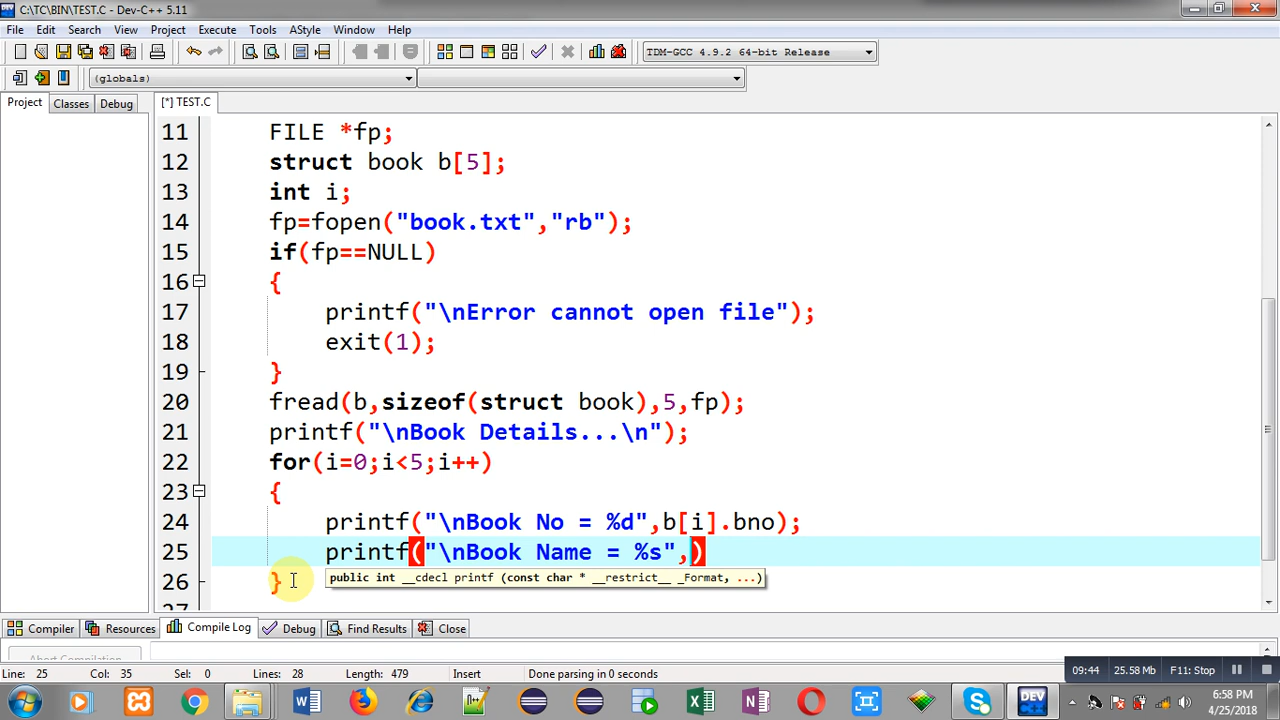 C:\TC\BIN\TEST.C - Dev-C++ 5.11
File Edit Search View Project Execute Tools AStyle Window Help
TDM-GCC 4.9.2 64-bit Release
(globals)
Project Classes Debug [*] TEST.C
11 FILE *fp;
12 struct book b[5];
13 int i;
14 fp=fopen("book.txt","rb");
15 if(fp==NULL)
16 {
17 printf("\nError cannot open file");
18 exit(1);
19 }
20 fread(b,sizeof(struct book),5,fp);
21 printf("\nBook Details...\n");
22 for(i=0;i<5;i++)
23 {
24 printf("\nBook No = %d",b[i].bno);
25 printf("\nBook Name = %s",)
public int __cdecl printf (const char * __restrict__ _Format, ...)
26 }
27
Compiler Resources Compile Log Debug Find Results Close
Abort Compilation
Line: 25 Col: 35 Sel: 0 Lines: 28 Length: 479 Insert Done parsing in 0 seconds
09:44 25.58 Mb F11: Stop
DEV
6:58 PM
4/25/2018